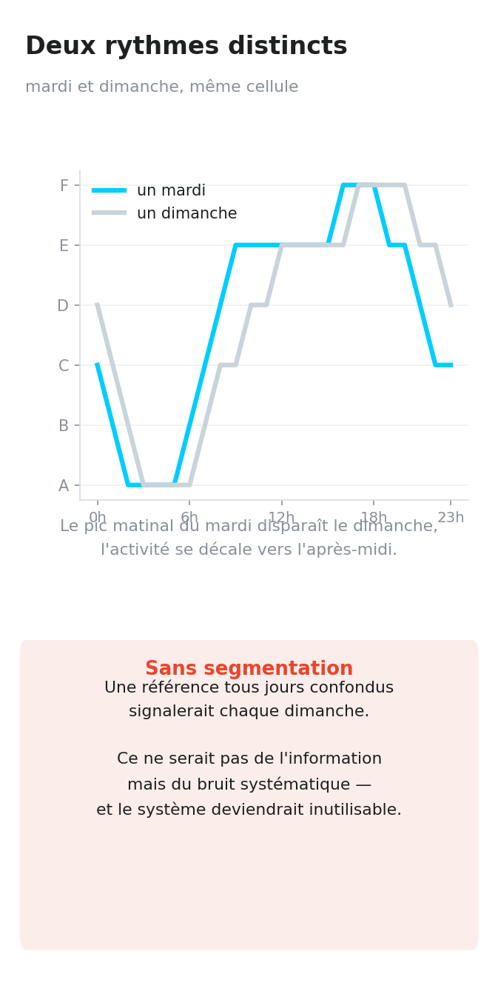 Deux rythmes distincts
mardi et dimanche, même cellule
un mardi
un dimanche
F
E
D
C
B
A
0h 6h 12h 18h 23h
Le pic matinal du mardi disparaît le dimanche,
l'activité se décale vers l'après-midi.
Sans segmentation
Une référence tous jours confondus
signalerait chaque dimanche.
Ce ne serait pas de l'information
mais du bruit systématique —
et le système deviendrait inutilisable.